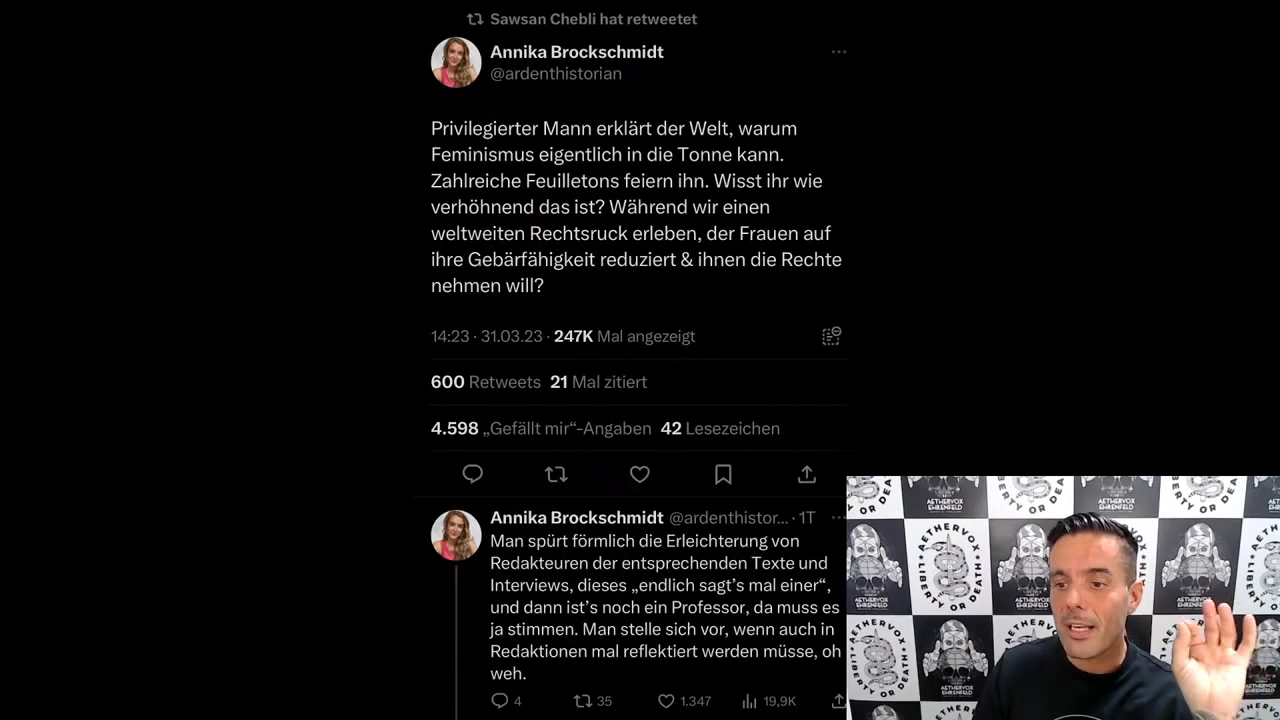 Sawsan Chebli hat retweetet
Annika Brockschmidt
@ardenthistorian
Privilegierter Mann erklärt der Welt, warum
Feminismus eigentlich in die Tonne kann.
Zahlreiche Feuilletons feiern ihn. Wisst ihr wie
verhöhnend das ist? Während wir einen
weltweiten Rechtsruck erleben, der Frauen auf
ihre Gebärfähigkeit reduziert & ihnen die Rechte
nehmen will?
14:23 · 31.03.23 · 247K Mal angezeigt
600 Retweets 21 Mal zitiert
4.598 „Gefällt mir“-Angaben 42 Lesezeichen
Annika Brockschmidt @ardenthistor... · 1T
Man spürt förmlich die Erleichterung von
Redakteuren der entsprechenden Texte und
Interviews, dieses „endlich sagt’s mal einer“,
und dann ist’s noch ein Professor, da muss es
ja stimmen. Man stelle sich vor, wenn auch in
Redaktionen mal reflektiert werden müsse, oh
weh.
4 35 1.347 19,9K
AETHERVOX
EHRENFELD
AETHERVOX
LIBERTY OR DEATH